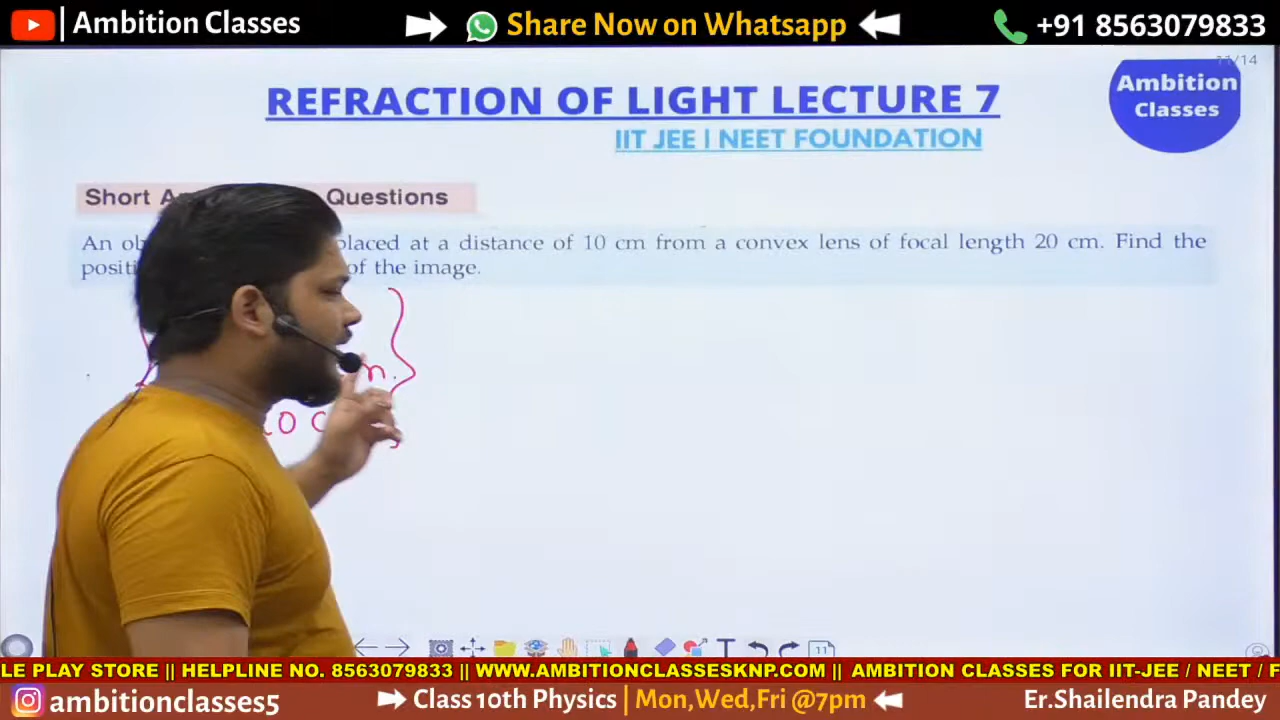 Ambition Classes
Share Now on Whatsapp
+91 8563079833
11/14
REFRACTION OF LIGHT LECTURE 7
Ambition
Classes
IIT JEE | NEET FOUNDATION
Short Questions
An placed at a distance of 10 cm from a convex lens of focal length 20 cm. Find the
of the image.
11
LE PLAY STORE || HELPLINE NO. 8563079833 || WWW.AMBITIONCLASSESKNP.COM || AMBITION CLASSES FOR IIT-JEE / NEET /
ambitionclasses5
Class 10th Physics | Mon,Wed,Fri @7pm
Er.Shailendra Pandey